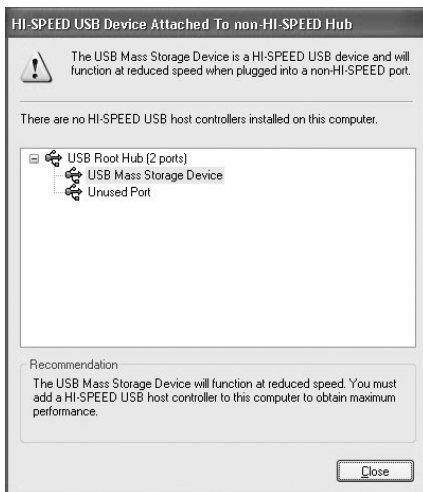 HI-SPEED USB Device Attached To non-HI-SPEED Hub
The USB Mass Storage Device is a HI-SPEED USB device and will
function at reduced speed when plugged into a non-HI-SPEED port.
There are no HI-SPEED USB host controllers installed on this computer.
USB Root Hub (2 ports)
USB Mass Storage Device
Unused Port
Recommendation
The USB Mass Storage Device will function at reduced speed. You must
add a HI-SPEED USB host controller to this computer to obtain maximum
performance.
Close